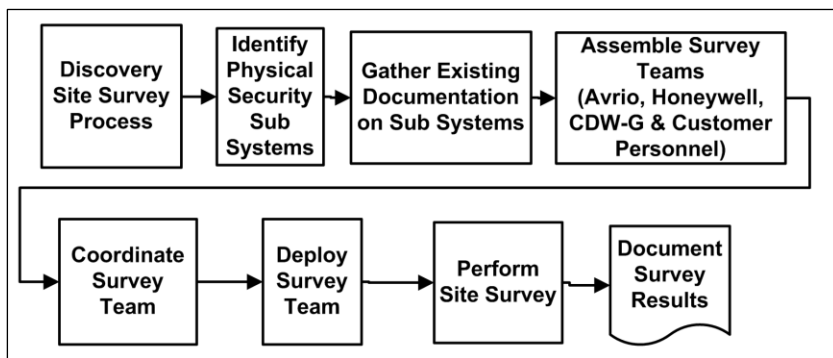 Discovery
Site Survey
Process
Identify
Physical
Security
Sub
Systems
Gather Existing
Documentation
on Sub Systems
Assemble Survey
Teams
(Avrio, Honeywell,
CDW-G & Customer
Personnel)
Coordinate
Survey
Team
Deploy
Survey
Team
Perform
Site Survey
Document
Survey
Results